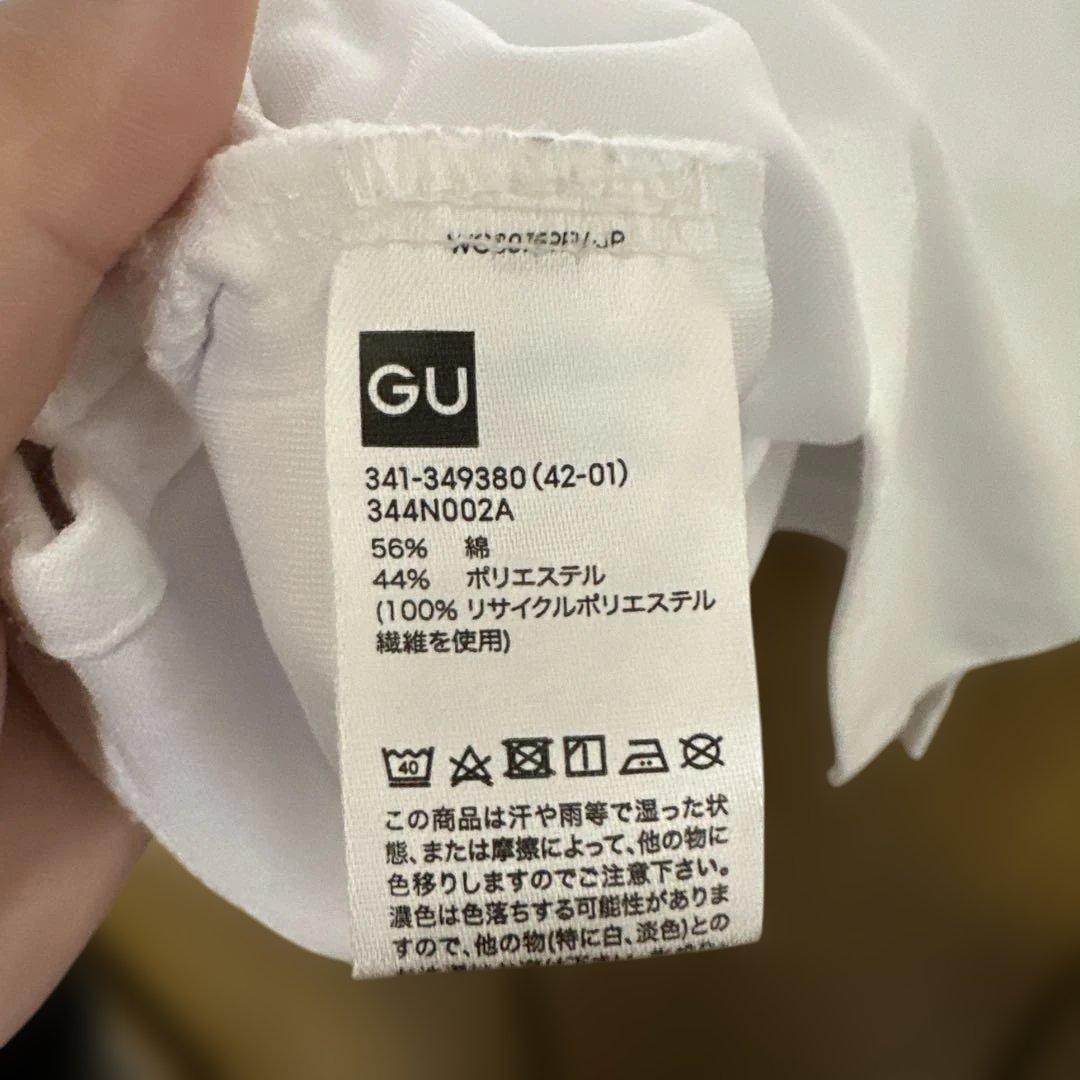 GU
341-349380(42-01)
344N002A
56% 綿
44% ポリエステル
(100% リサイクルポリエステル
繊維を使用)
40
この商品は汗や雨等で湿った状
態、または摩擦によって、他の物に
色移りしますのでご注意下さい。
濃色は色落ちする可能性がありま
すので、他の物(特に白、淡色)との